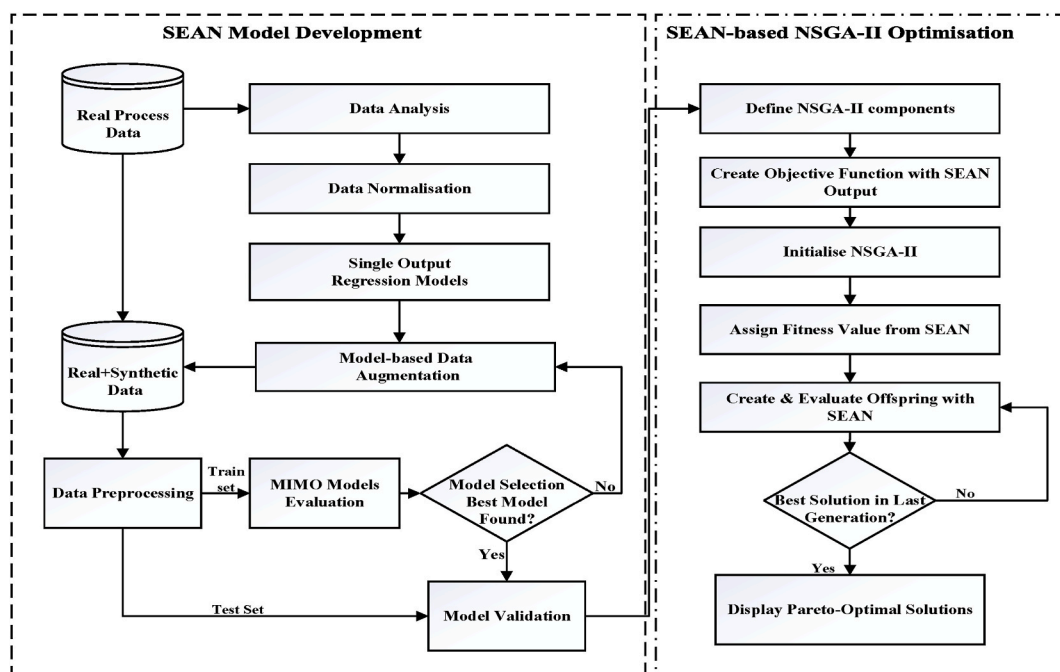 SEAN Model Development
Real Process
Data
Data Analysis
Data Normalisation
Single Output
Regression Models
Model-based Data
Augmentation
Real+Synthetic
Data
Data Preprocessing
Train
set
MIMO Models
Evaluation
Model Selection
Best Model
Found?
No
Yes
Test Set
Model Validation
SEAN-based NSGA-II Optimisation
Define NSGA-II components
Create Objective Function with SEAN
Output
Initialise NSGA-II
Assign Fitness Value from SEAN
Create & Evaluate Offspring with
SEAN
Best Solution in Last
Generation?
No
Yes
Display Pareto-Optimal Solutions